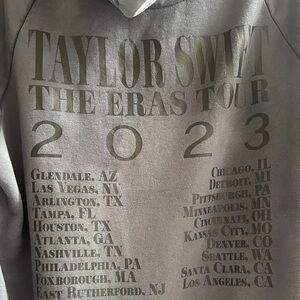 TAYLOR SWIFT
THE ERAS TOUR
2023
GLENDALE, AZ
LAS VEGAS, NV
ARLINGTON, TX
TAMPA, FL
HOUSTON, TX
ATLANTA, GA
NASHVILLE, TN
PHILADELPHIA, PA
FOXBOROUGH, MA
EAST RUTHERFORD, NJ
CHICAGO, IL
DETROIT, MI
PITTSBURGH, PA
MINNEAPOLIS, MN
CINCINNATI, OH
KANSAS CITY, MO
DENVER, CO
SEATTLE, WA
SANTA CLARA, CA
LOS ANGELES, CA